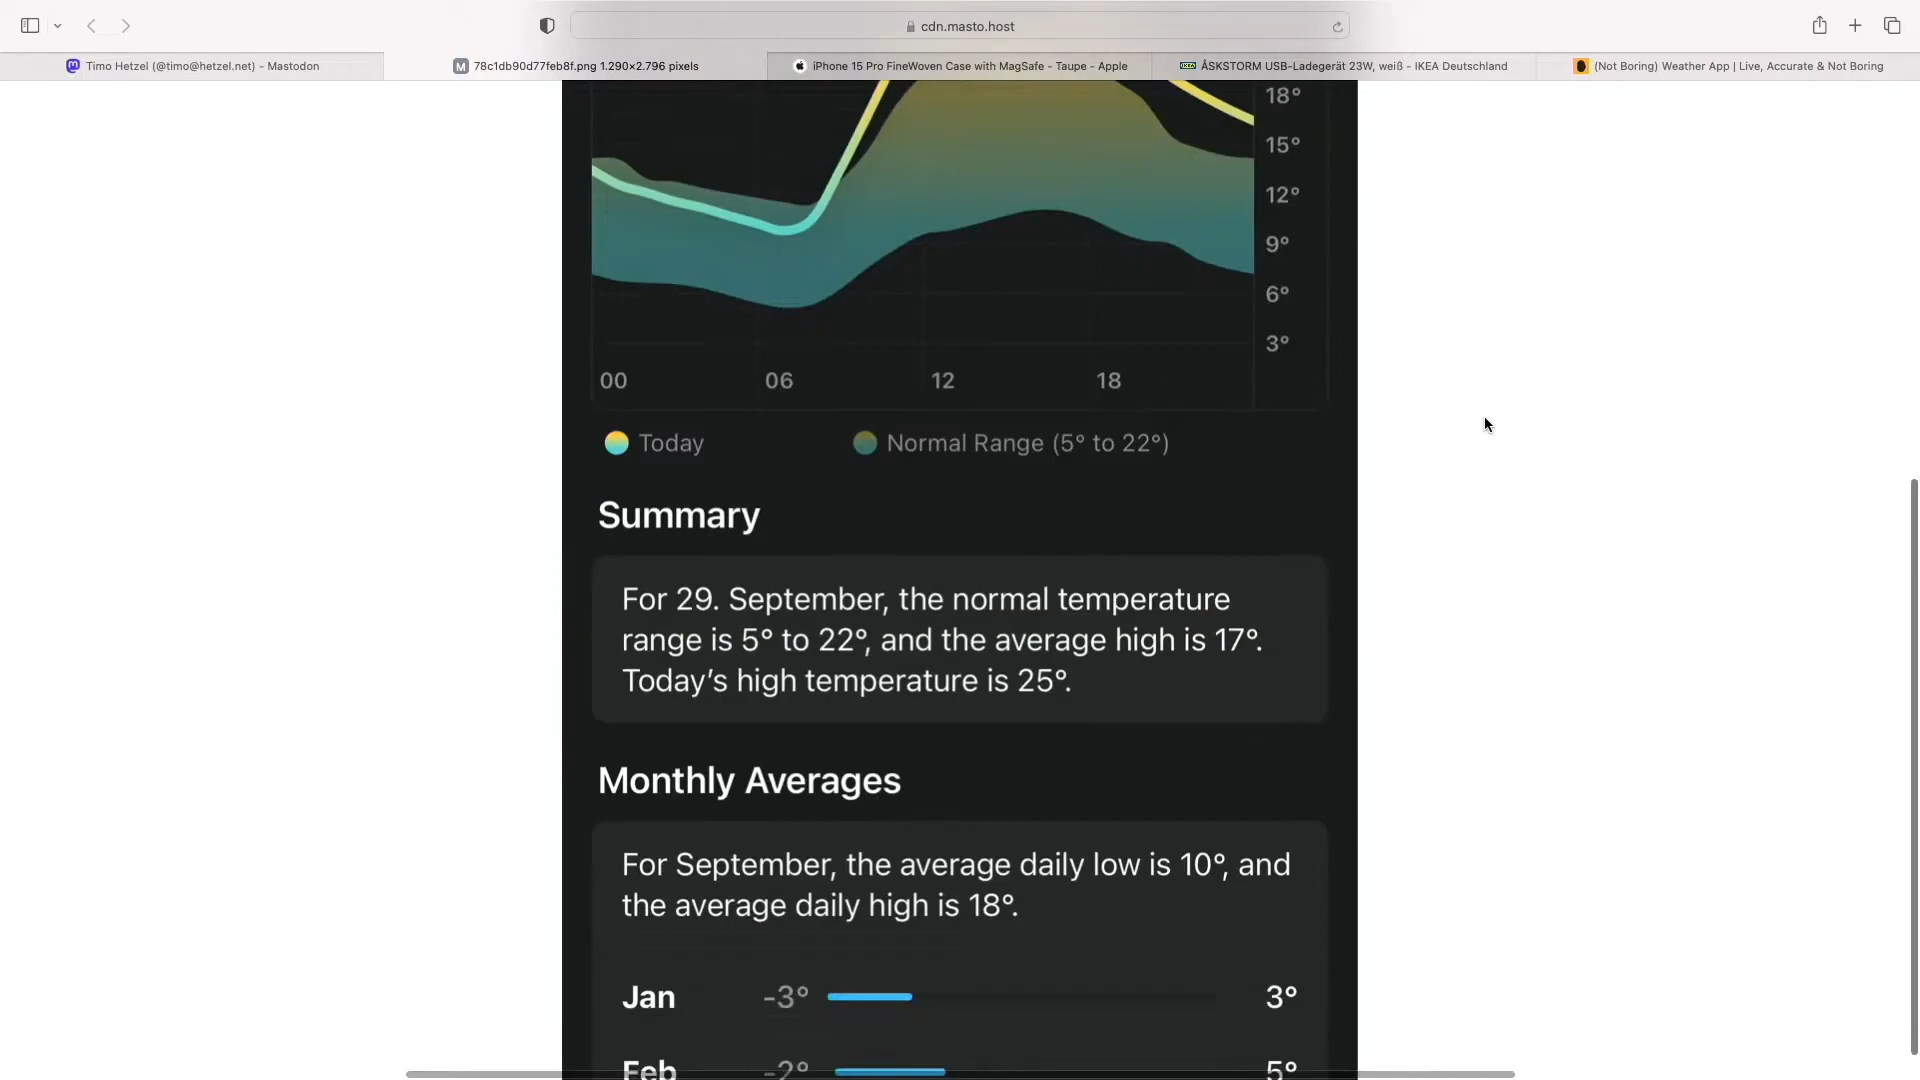 cdn.masto.host
Timo Hetzel (@timo@hetzel.net) - Mastodon
M 78c1db90d77feb8f.png 1.290×2.796 pixels
iPhone 15 Pro FineWoven Case with MagSafe - Taupe - Apple
IKEA ÅSKSTORM USB-Ladegerät 23W, weiß - IKEA Deutschland
(Not Boring) Weather App | Live, Accurate & Not Boring
18°
15°
12°
9°
6°
3°
00 06 12 18
Today Normal Range (5° to 22°)
Summary
For 29. September, the normal temperature
range is 5° to 22°, and the average high is 17°.
Today’s high temperature is 25°.
Monthly Averages
For September, the average daily low is 10°, and
the average daily high is 18°.
Jan -3° 3°
Feb -2° 5°